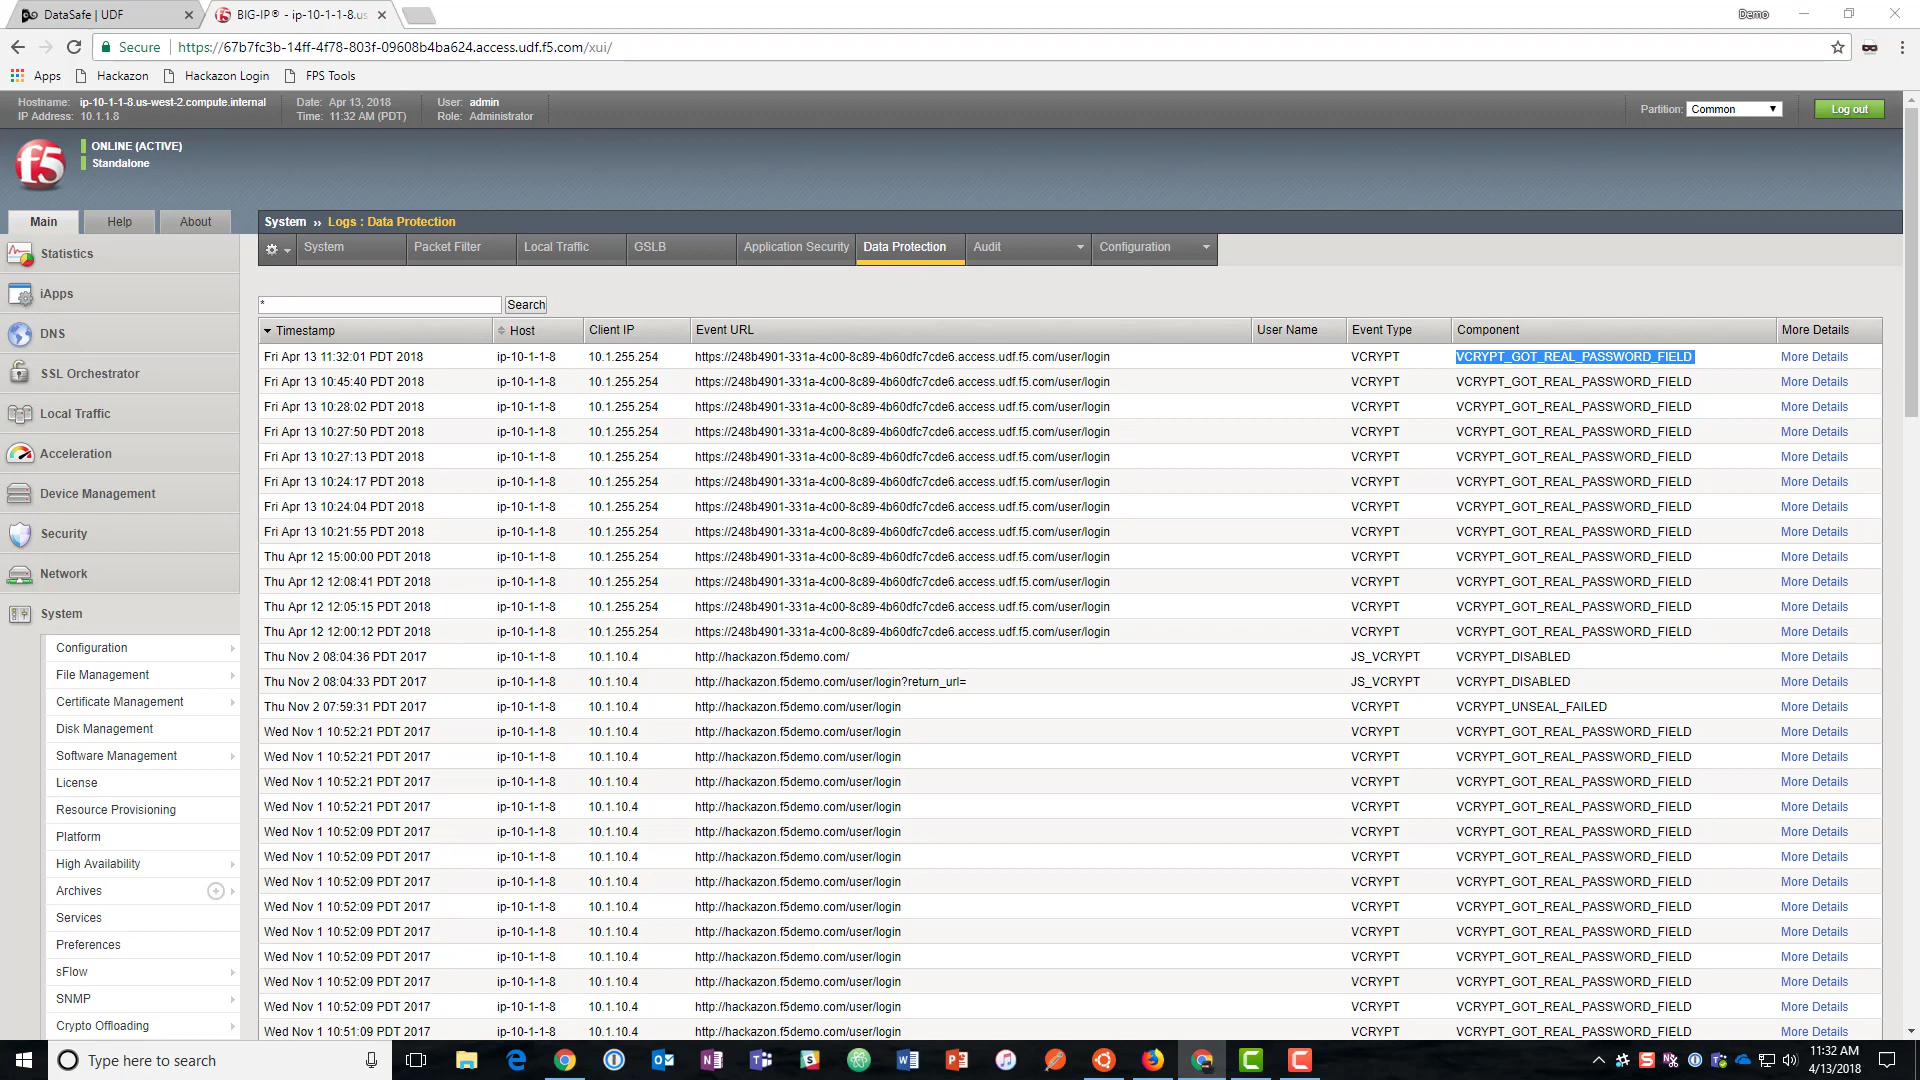 DataSafe | UDF
BIG-IP® - ip-10-1-1-8.us
Demo
Secure https://67b7fc3b-14ff-4f78-803f-09608b4ba624.access.udf.f5.com/xui/
Apps Hackazon Hackazon Login FPS Tools
Hostname: ip-10-1-1-8.us-west-2.compute.internal Date: Apr 13, 2018 User: admin
IP Address: 10.1.1.8 Time: 11:32 AM (PDT) Role: Administrator
Partition: Common Log out
f5
ONLINE (ACTIVE)
Standalone
Main Help About
System ›› Logs : Data Protection
System Packet Filter Local Traffic GSLB Application Security Data Protection Audit Configuration
Statistics
iApps
DNS
SSL Orchestrator
Local Traffic
Acceleration
Device Management
Security
Network
System
Configuration
File Management
Certificate Management
Disk Management
Software Management
License
Resource Provisioning
Platform
High Availability
Archives
Services
Preferences
sFlow
SNMP
Crypto Offloading
* Search
Timestamp Host Client IP Event URL User Name Event Type Component More Details
Fri Apr 13 11:32:01 PDT 2018 ip-10-1-1-8 10.1.255.254 https://248b4901-331a-4c00-8c89-4b60dfc7cde6.access.udf.f5.com/user/login VCRYPT VCRYPT_GOT_REAL_PASSWORD_FIELD More Details
Fri Apr 13 10:45:40 PDT 2018 ip-10-1-1-8 10.1.255.254 https://248b4901-331a-4c00-8c89-4b60dfc7cde6.access.udf.f5.com/user/login VCRYPT VCRYPT_GOT_REAL_PASSWORD_FIELD More Details
Fri Apr 13 10:28:02 PDT 2018 ip-10-1-1-8 10.1.255.254 https://248b4901-331a-4c00-8c89-4b60dfc7cde6.access.udf.f5.com/user/login VCRYPT VCRYPT_GOT_REAL_PASSWORD_FIELD More Details
Fri Apr 13 10:27:50 PDT 2018 ip-10-1-1-8 10.1.255.254 https://248b4901-331a-4c00-8c89-4b60dfc7cde6.access.udf.f5.com/user/login VCRYPT VCRYPT_GOT_REAL_PASSWORD_FIELD More Details
Fri Apr 13 10:27:13 PDT 2018 ip-10-1-1-8 10.1.255.254 https://248b4901-331a-4c00-8c89-4b60dfc7cde6.access.udf.f5.com/user/login VCRYPT VCRYPT_GOT_REAL_PASSWORD_FIELD More Details
Fri Apr 13 10:24:17 PDT 2018 ip-10-1-1-8 10.1.255.254 https://248b4901-331a-4c00-8c89-4b60dfc7cde6.access.udf.f5.com/user/login VCRYPT VCRYPT_GOT_REAL_PASSWORD_FIELD More Details
Fri Apr 13 10:24:04 PDT 2018 ip-10-1-1-8 10.1.255.254 https://248b4901-331a-4c00-8c89-4b60dfc7cde6.access.udf.f5.com/user/login VCRYPT VCRYPT_GOT_REAL_PASSWORD_FIELD More Details
Fri Apr 13 10:21:55 PDT 2018 ip-10-1-1-8 10.1.255.254 https://248b4901-331a-4c00-8c89-4b60dfc7cde6.access.udf.f5.com/user/login VCRYPT VCRYPT_GOT_REAL_PASSWORD_FIELD More Details
Thu Apr 12 15:00:00 PDT 2018 ip-10-1-1-8 10.1.255.254 https://248b4901-331a-4c00-8c89-4b60dfc7cde6.access.udf.f5.com/user/login VCRYPT VCRYPT_GOT_REAL_PASSWORD_FIELD More Details
Thu Apr 12 12:08:41 PDT 2018 ip-10-1-1-8 10.1.255.254 https://248b4901-331a-4c00-8c89-4b60dfc7cde6.access.udf.f5.com/user/login VCRYPT VCRYPT_GOT_REAL_PASSWORD_FIELD More Details
Thu Apr 12 12:05:15 PDT 2018 ip-10-1-1-8 10.1.255.254 https://248b4901-331a-4c00-8c89-4b60dfc7cde6.access.udf.f5.com/user/login VCRYPT VCRYPT_GOT_REAL_PASSWORD_FIELD More Details
Thu Apr 12 12:00:12 PDT 2018 ip-10-1-1-8 10.1.255.254 https://248b4901-331a-4c00-8c89-4b60dfc7cde6.access.udf.f5.com/user/login VCRYPT VCRYPT_GOT_REAL_PASSWORD_FIELD More Details
Thu Nov 2 08:04:36 PDT 2017 ip-10-1-1-8 10.1.10.4 http://hackazon.f5demo.com/ JS_VCRYPT VCRYPT_DISABLED More Details
Thu Nov 2 08:04:33 PDT 2017 ip-10-1-1-8 10.1.10.4 http://hackazon.f5demo.com/user/login?return_url= JS_VCRYPT VCRYPT_DISABLED More Details
Thu Nov 2 07:59:31 PDT 2017 ip-10-1-1-8 10.1.10.4 http://hackazon.f5demo.com/user/login VCRYPT VCRYPT_UNSEAL_FAILED More Details
Wed Nov 1 10:52:21 PDT 2017 ip-10-1-1-8 10.1.10.4 http://hackazon.f5demo.com/user/login VCRYPT VCRYPT_GOT_REAL_PASSWORD_FIELD More Details
Wed Nov 1 10:52:21 PDT 2017 ip-10-1-1-8 10.1.10.4 http://hackazon.f5demo.com/user/login VCRYPT VCRYPT_GOT_REAL_PASSWORD_FIELD More Details
Wed Nov 1 10:52:21 PDT 2017 ip-10-1-1-8 10.1.10.4 http://hackazon.f5demo.com/user/login VCRYPT VCRYPT_GOT_REAL_PASSWORD_FIELD More Details
Wed Nov 1 10:52:21 PDT 2017 ip-10-1-1-8 10.1.10.4 http://hackazon.f5demo.com/user/login VCRYPT VCRYPT_GOT_REAL_PASSWORD_FIELD More Details
Wed Nov 1 10:52:09 PDT 2017 ip-10-1-1-8 10.1.10.4 http://hackazon.f5demo.com/user/login VCRYPT VCRYPT_GOT_REAL_PASSWORD_FIELD More Details
Wed Nov 1 10:52:09 PDT 2017 ip-10-1-1-8 10.1.10.4 http://hackazon.f5demo.com/user/login VCRYPT VCRYPT_GOT_REAL_PASSWORD_FIELD More Details
Wed Nov 1 10:52:09 PDT 2017 ip-10-1-1-8 10.1.10.4 http://hackazon.f5demo.com/user/login VCRYPT VCRYPT_GOT_REAL_PASSWORD_FIELD More Details
Wed Nov 1 10:52:09 PDT 2017 ip-10-1-1-8 10.1.10.4 http://hackazon.f5demo.com/user/login VCRYPT VCRYPT_GOT_REAL_PASSWORD_FIELD More Details
Wed Nov 1 10:52:09 PDT 2017 ip-10-1-1-8 10.1.10.4 http://hackazon.f5demo.com/user/login VCRYPT VCRYPT_GOT_REAL_PASSWORD_FIELD More Details
Wed Nov 1 10:52:09 PDT 2017 ip-10-1-1-8 10.1.10.4 http://hackazon.f5demo.com/user/login VCRYPT VCRYPT_GOT_REAL_PASSWORD_FIELD More Details
Wed Nov 1 10:52:09 PDT 2017 ip-10-1-1-8 10.1.10.4 http://hackazon.f5demo.com/user/login VCRYPT VCRYPT_GOT_REAL_PASSWORD_FIELD More Details
Wed Nov 1 10:52:09 PDT 2017 ip-10-1-1-8 10.1.10.4 http://hackazon.f5demo.com/user/login VCRYPT VCRYPT_GOT_REAL_PASSWORD_FIELD More Details
Wed Nov 1 10:51:09 PDT 2017 ip-10-1-1-8 10.1.10.4 http://hackazon.f5demo.com/user/login VCRYPT VCRYPT_GOT_REAL_PASSWORD_FIELD More Details
Type here to search
11:32 AM
4/13/2018